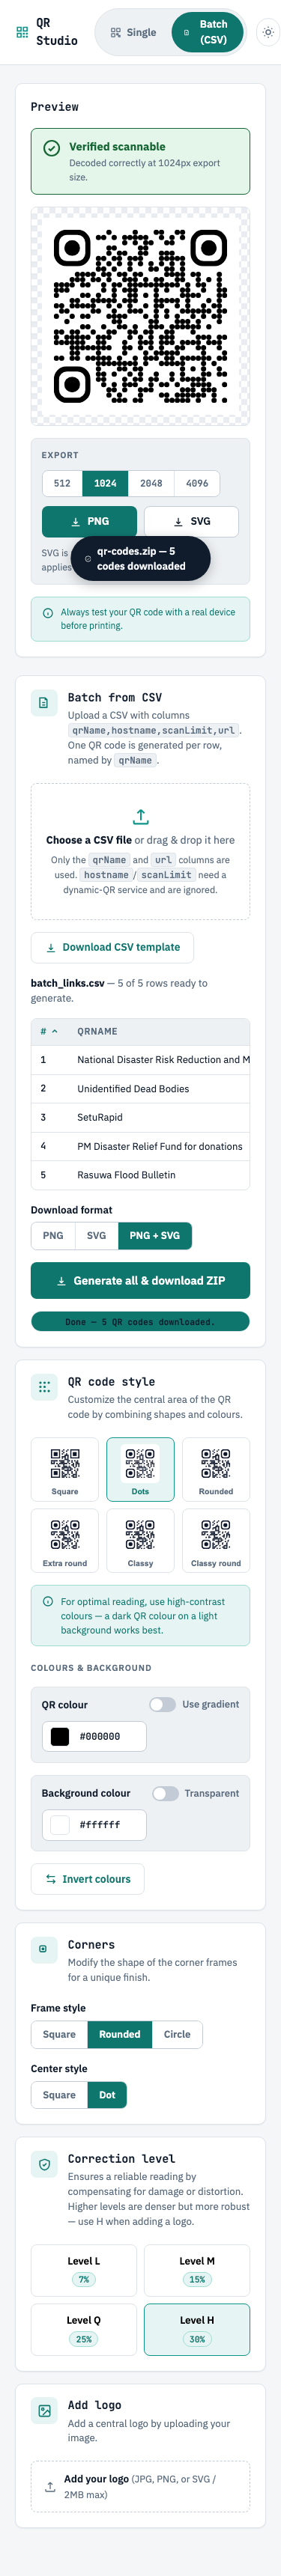 QR
Studio
Single
Batch
(CSV)
Preview
Verified scannable
Decoded correctly at 1024px export
size.
EXPORT
512 1024 2048 4096
PNG SVG
SVG is
applies
qr-codes.zip — 5
codes downloaded
Always test your QR code with a real device
before printing.
Batch from CSV
Upload a CSV with columns
qrName,hostname,scanLimit,url.
One QR code is generated per row,
named by qrName.
Choose a CSV file or drag & drop it here
Only the qrName and url columns are
used. hostname/scanLimit need a
dynamic-QR service and are ignored.
Download CSV template
batch_links.csv — 5 of 5 rows ready to
generate.
# QRNAME
1 National Disaster Risk Reduction and M
2 Unidentified Dead Bodies
3 SetuRapid
4 PM Disaster Relief Fund for donations
5 Rasuwa Flood Bulletin
Download format
PNG SVG PNG + SVG
Generate all & download ZIP
Done — 5 QR codes downloaded.
QR code style
Customize the central area of the QR
code by combining shapes and colours.
Square Dots Rounded
Extra round Classy Classy round
For optimal reading, use high-contrast
colours — a dark QR colour on a light
background works best.
COLOURS & BACKGROUND
QR colour Use gradient
#000000
Background colour Transparent
#ffffff
Invert colours
Corners
Modify the shape of the corner frames
for a unique finish.
Frame style
Square Rounded Circle
Center style
Square Dot
Correction level
Ensures a reliable reading by
compensating for damage or distortion.
Higher levels are denser but more robust
— use H when adding a logo.
Level L Level M
7% 15%
Level Q Level H
25% 30%
Add logo
Add a central logo by uploading your
image.
Add your logo (JPG, PNG, or SVG /
2MB max)